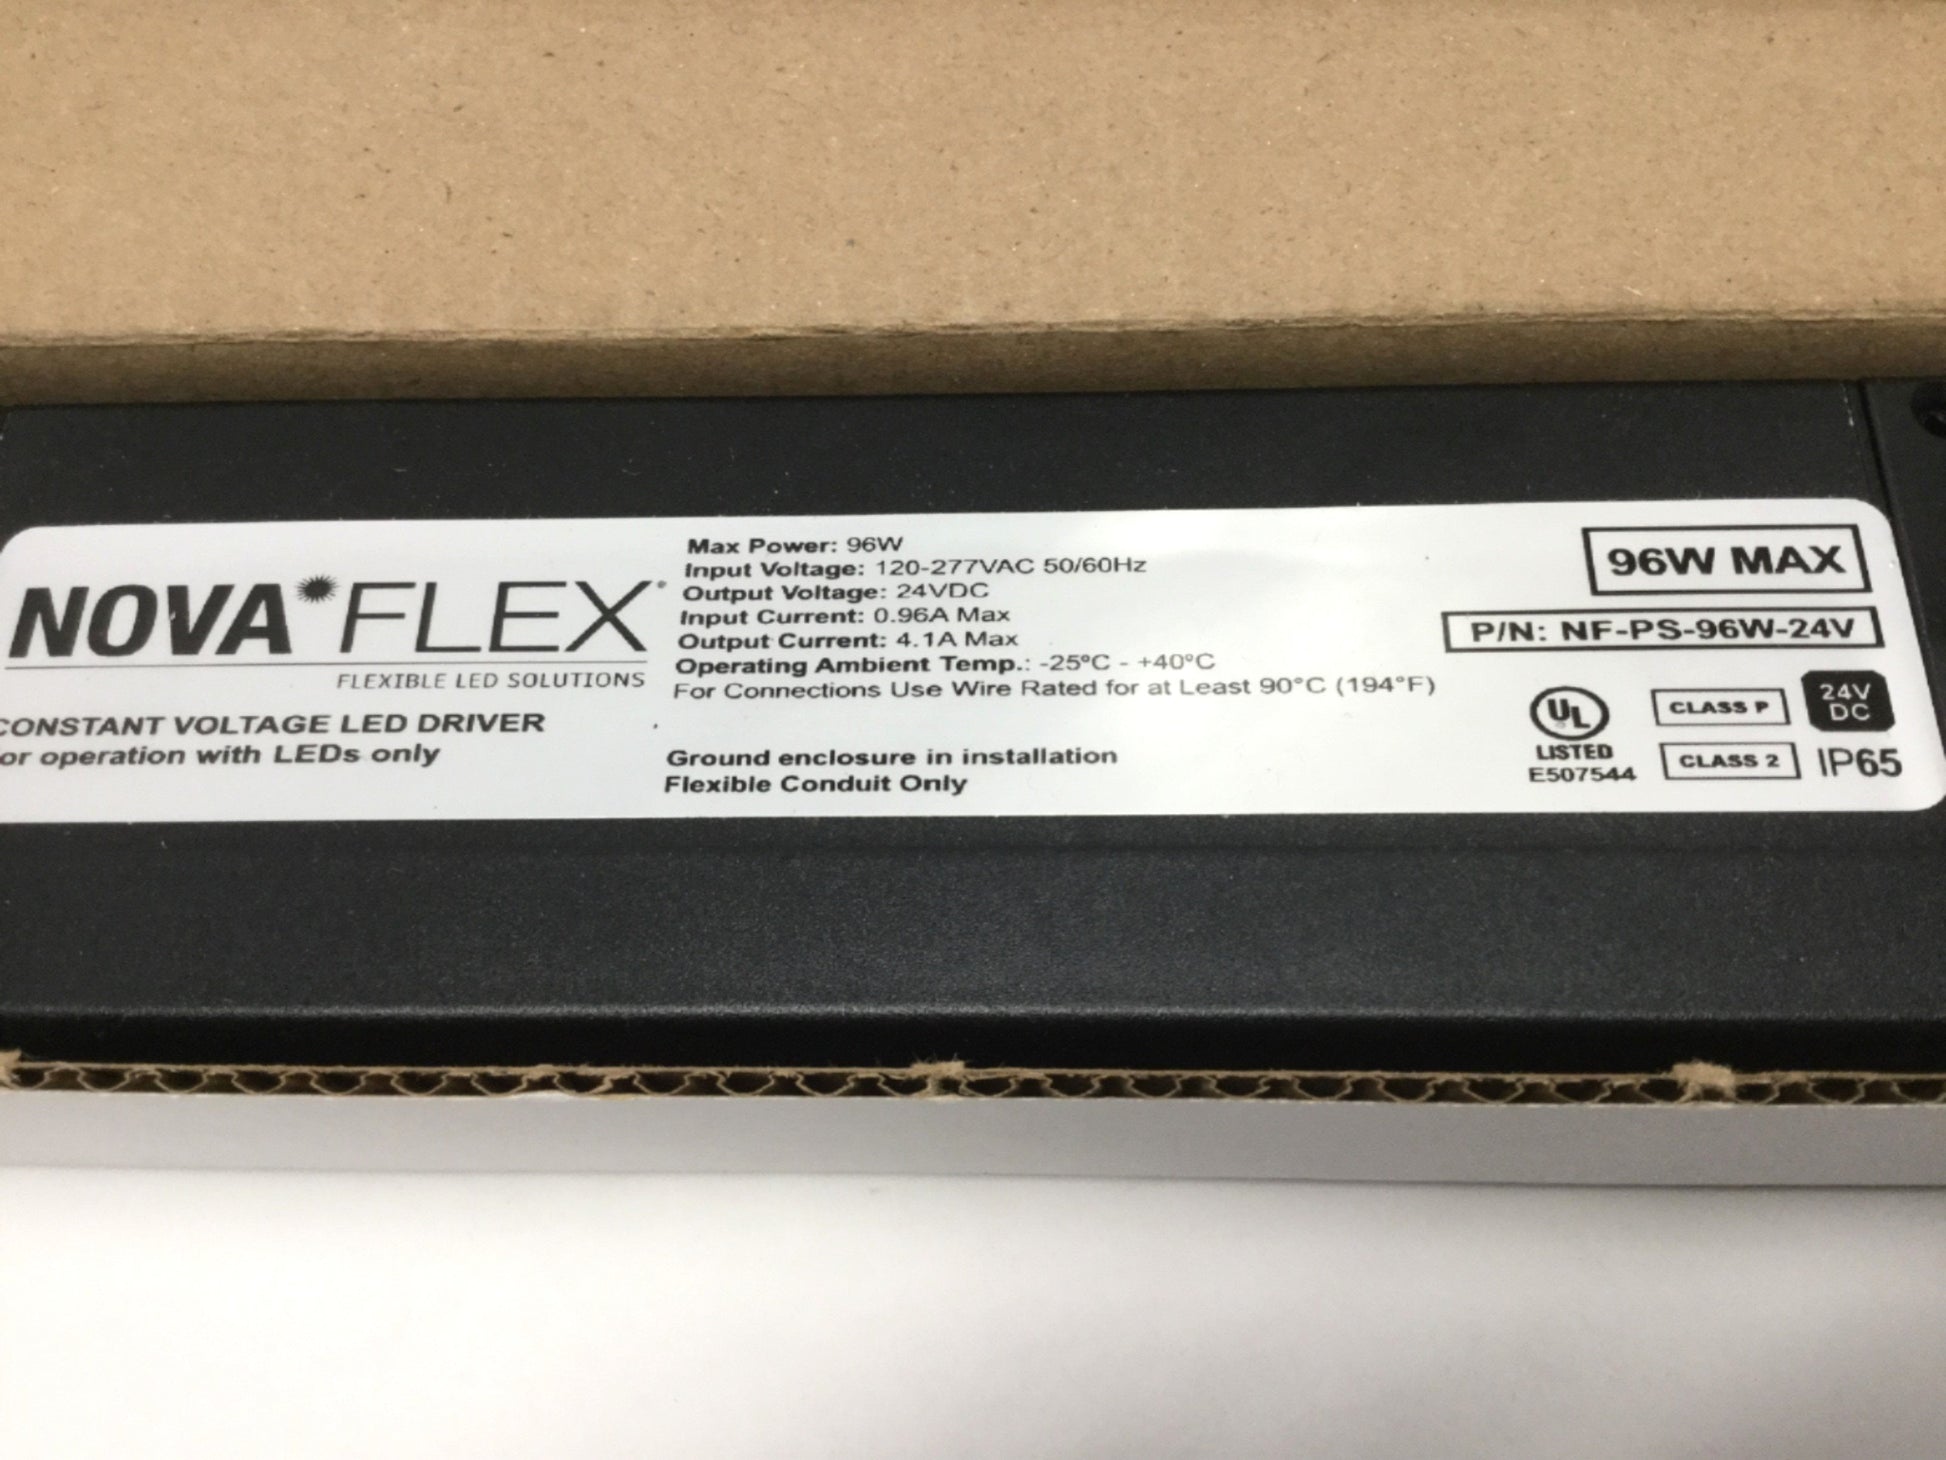 NOVA FLEX
FLEXIBLE LED SOLUTIONS
CONSTANT VOLTAGE LED DRIVER
or operation with LEDs only
Max Power: 96W
Input Voltage: 120-277VAC 50/60Hz
Output Voltage: 24VDC
Input Current: 0.96A Max
Output Current: 4.1A Max
Operating Ambient Temp.: -25°C - +40°C
For Connections Use Wire Rated for at Least 90°C (194°F)
Ground enclosure in installation
Flexible Conduit Only
96W MAX
P/N: NF-PS-96W-24V
UL
LISTED
E507544
CLASS P
CLASS 2
24V
DC
IP65